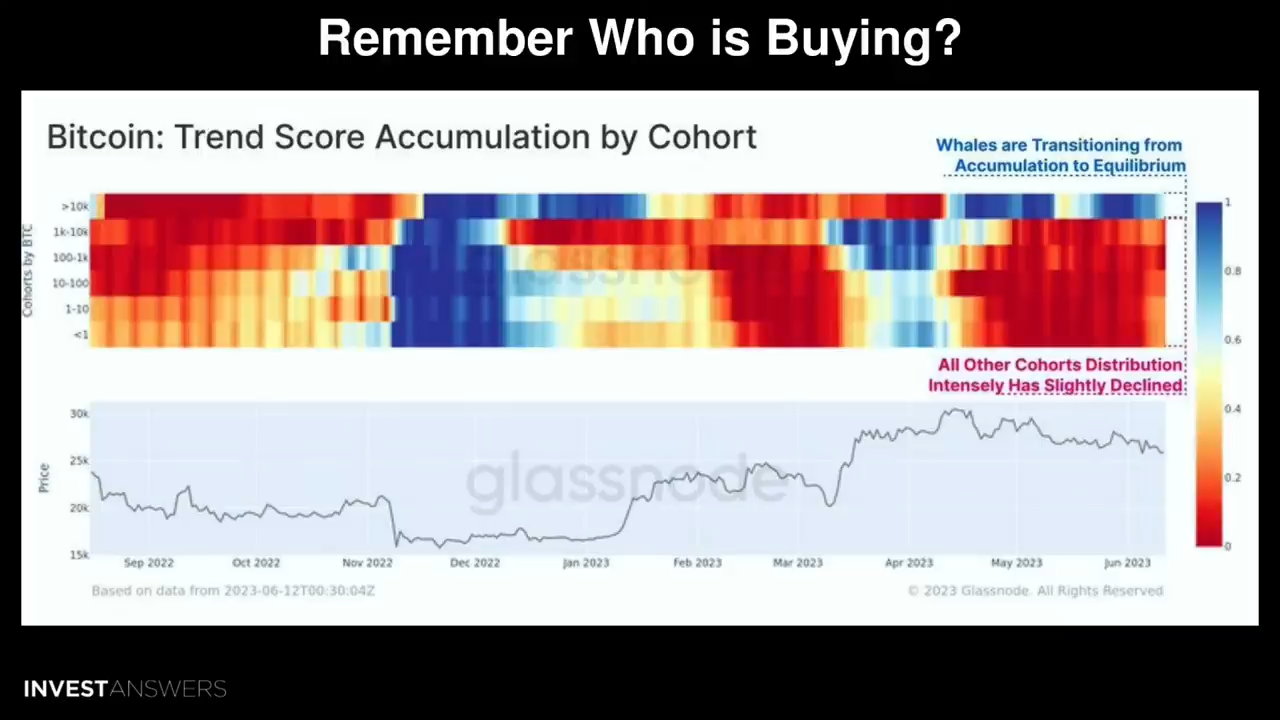 Remember Who is Buying?
Bitcoin: Trend Score Accumulation by Cohort
Whales are Transitioning from
Accumulation to Equilibrium
Cohorts by BTC
>10k
1k-10k
100-1k
10-100
1-10
<1
glassnode
1
0.8
0.6
0.4
0.2
0
All Other Cohorts Distribution
Intensely Has Slightly Declined
Price
30k
25k
20k
15k
glassnode
Sep 2022
Oct 2022
Nov 2022
Dec 2022
Jan 2023
Feb 2023
Mar 2023
Apr 2023
May 2023
Jun 2023
Based on data from 2023-06-12T00:30:04Z
© 2023 Glassnode. All Rights Reserved
INVESTANSWERS